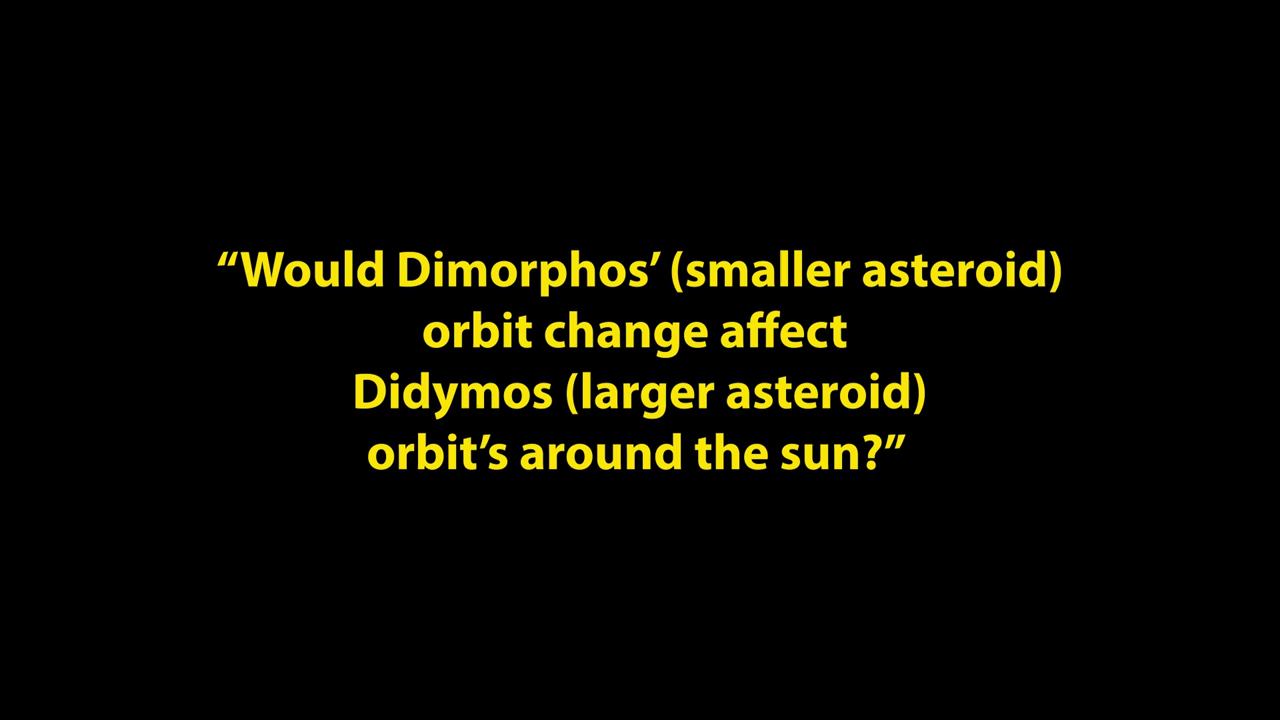 “Would Dimorphos’ (smaller asteroid)
orbit change affect
Didymos (larger asteroid)
orbit’s around the sun?”